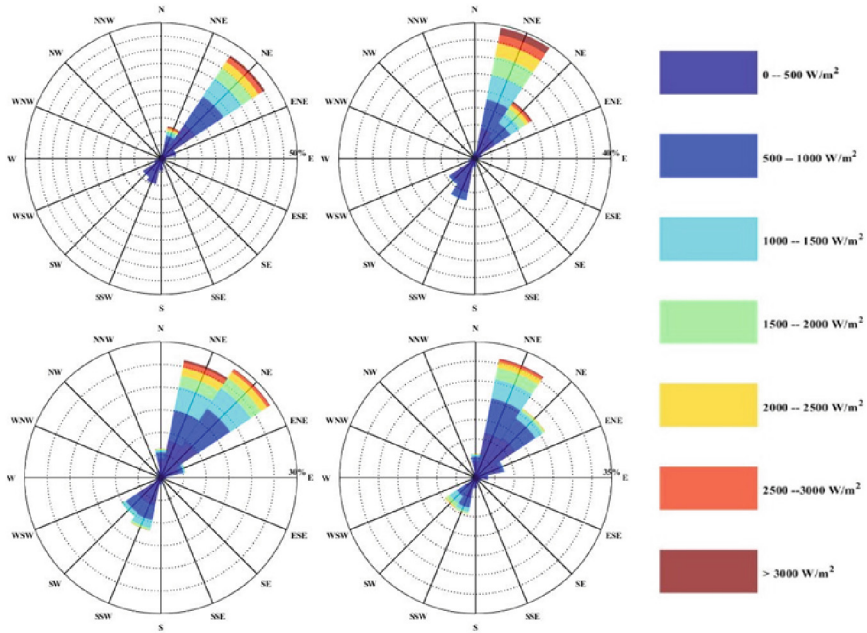 N
NNW
NNE
NW
NE
WNW
ENE
W
50%
E
WSW
ESE
SW
SE
SSW
SSE
S
N
NNW
NNE
NW
NE
WNW
ENE
W
40%
E
WSW
ESE
SW
SE
SSW
SSE
S
N
NNW
NNE
NW
NE
WNW
ENE
W
30%
E
WSW
ESE
SW
SE
SSW
SSE
S
N
NNW
NNE
NW
NE
WNW
ENE
W
35%
E
WSW
ESE
SW
SE
SSW
SSE
S
0 -- 500 W/m²
500 -- 1000 W/m²
1000 -- 1500 W/m²
1500 -- 2000 W/m²
2000 -- 2500 W/m²
2500 --3000 W/m²
> 3000 W/m²